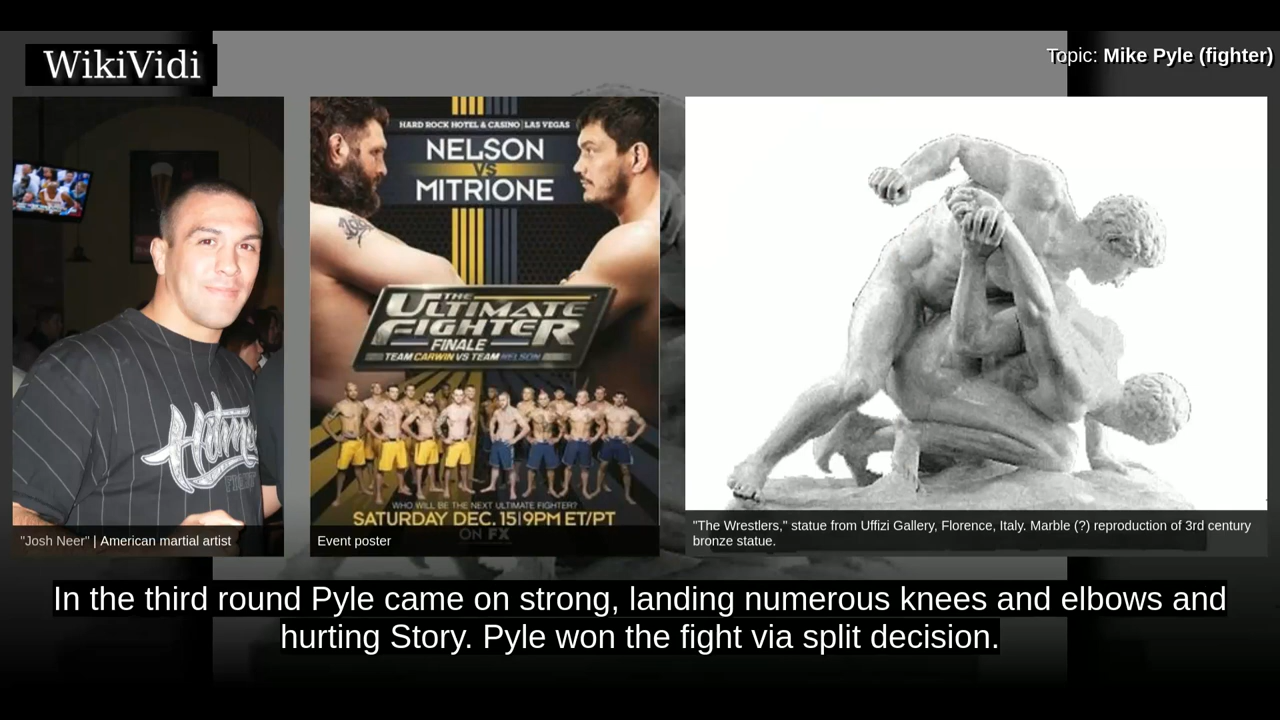 WikiVidi
Topic: Mike Pyle (fighter)
HARD ROCK HOTEL & CASINO | LAS VEGAS
NELSON
VS
MITRIONE
THE
ULTIMATE
FIGHTER
FINALE
TEAM CARWIN VS TEAM NELSON
WHO WILL BE THE NEXT ULTIMATE FIGHTER?
SATURDAY DEC. 15|9PM ET/PT
ON FX
"Josh Neer" | American martial artist
Event poster
"The Wrestlers," statue from Uffizi Gallery, Florence, Italy. Marble (?) reproduction of 3rd century
bronze statue.
In the third round Pyle came on strong, landing numerous knees and elbows and
hurting Story. Pyle won the fight via split decision.